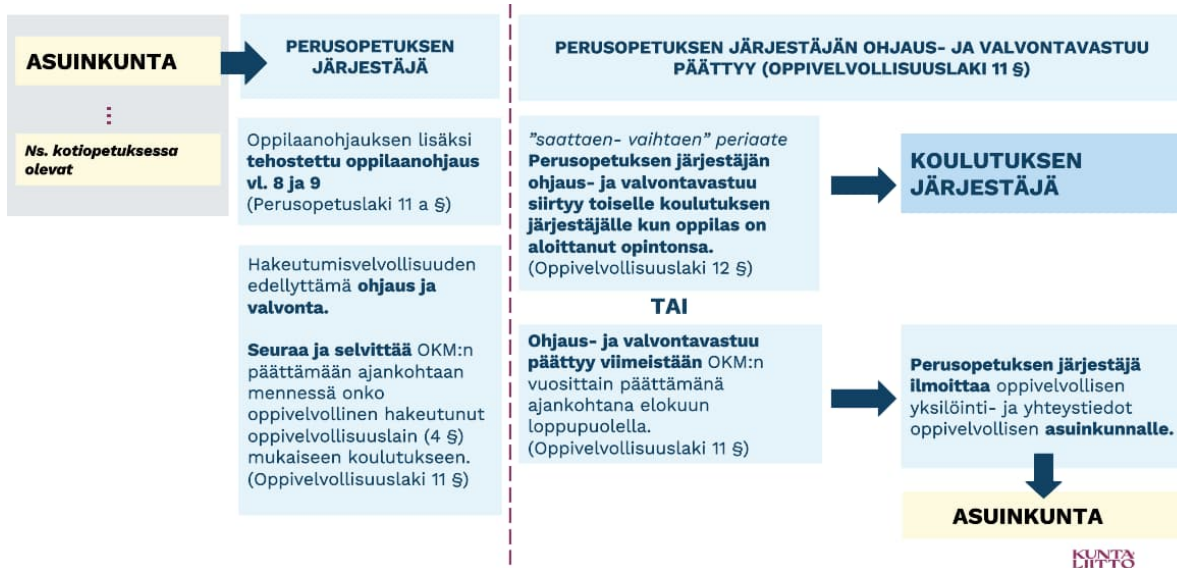 ASUINKUNTA
Ns. kotiopetuksessa
olevat
PERUSOPETUKSEN
JÄRJESTÄJÄ
Oppilaanohjauksen lisäksi
tehostettu oppilaanohjaus
vl. 8 ja 9
(Perusopetuslaki 11 a §)
Hakeutumisvelvollisuuden
edellyttämä ohjaus ja
valvonta.
Seuraa ja selvittää OKM:n
päättämään ajankohtaan
mennessä onko
oppivelvollinen hakeutunut
oppivelvollisuuslain (4 §)
mukaiseen koulutukseen.
(Oppivelvollisuuslaki 11 §)
PERUSOPETUKSEN JÄRJESTÄJÄN OHJAUS- JA VALVONTAVASTUU
PÄÄTTYY (OPPIVELVOLLISUUSLAKI 11 §)
”saattaen- vaihtaen” periaate
Perusopetuksen järjestäjän
ohjaus- ja valvontavastuu
siirtyy toiselle koulutuksen
järjestäjälle kun oppilas on
aloittanut opintonsa.
(Oppivelvollisuuslaki 12 §)
KOULUTUKSEN
JÄRJESTÄJÄ
TAI
Ohjaus- ja valvontavastuu
päättyy viimeistään OKM:n
vuosittain päättämänä
ajankohtana elokuun
loppupuolella.
(Oppivelvollisuuslaki 11 §)
Perusopetuksen järjestäjä
ilmoittaa oppivelvollisen
yksilöinti- ja yhteystiedot
oppivelvollisen asuinkunnalle.
ASUINKUNTA
KUNTA
LIITTO